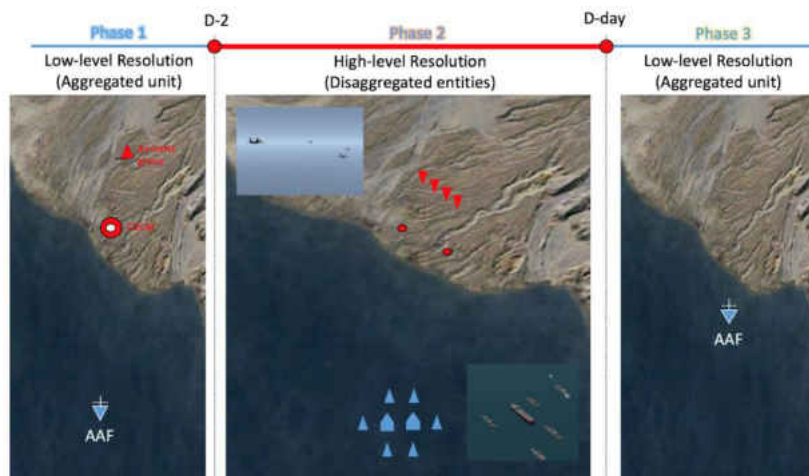 D-2
D-day
Phase 1
Phase 2
Phase 3
Low-level Resolution
(Aggregated unit)
High-level Resolution
(Disaggregated entities)
Low-level Resolution
(Aggregated unit)
AAF
AAF